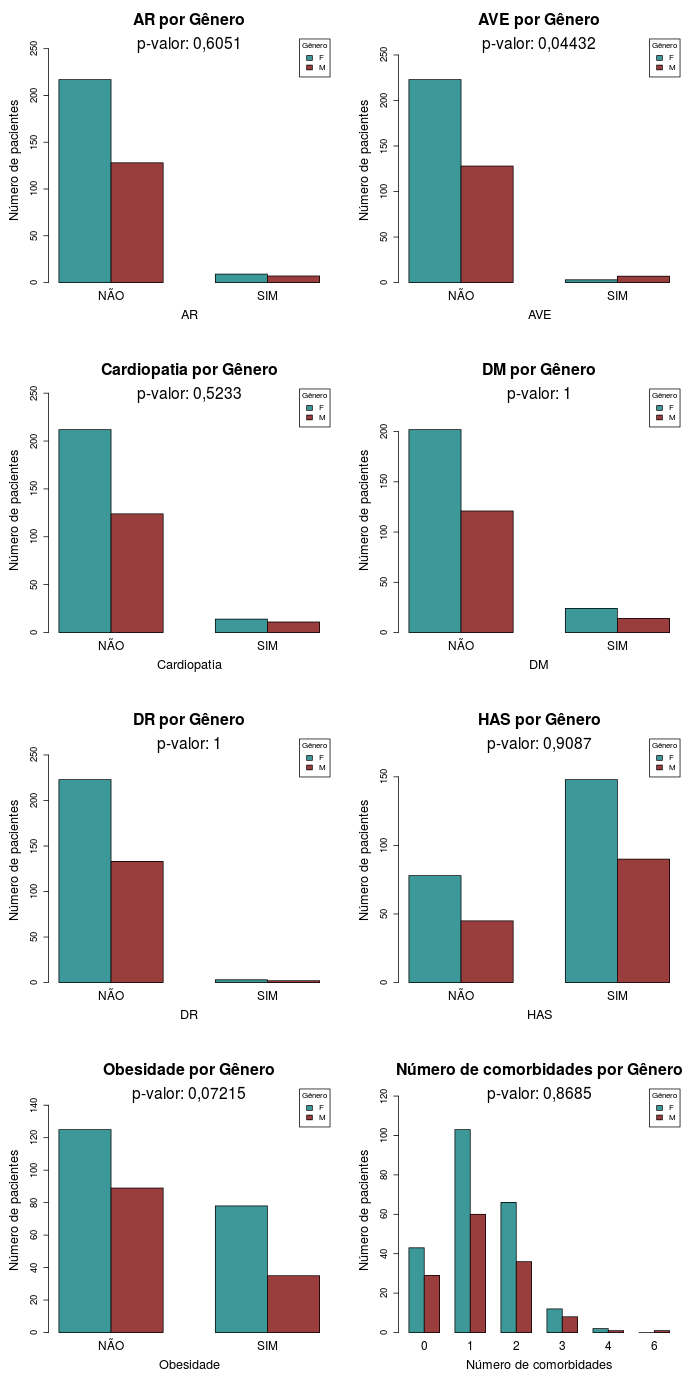 AR por Gênero
p-valor: 0,6051
Gênero
F
M
Número de pacientes
0
50
100
150
200
250
NÃO
SIM
AR
AVE por Gênero
p-valor: 0,04432
Gênero
F
M
Número de pacientes
0
50
100
150
200
250
NÃO
SIM
AVE
Cardiopatia por Gênero
p-valor: 0,5233
Gênero
F
M
Número de pacientes
0
50
100
150
200
250
NÃO
SIM
Cardiopatia
DM por Gênero
p-valor: 1
Gênero
F
M
Número de pacientes
0
50
100
150
200
NÃO
SIM
DM
DR por Gênero
p-valor: 1
Gênero
F
M
Número de pacientes
0
50
100
150
200
250
NÃO
SIM
DR
HAS por Gênero
p-valor: 0,9087
Gênero
F
M
Número de pacientes
0
50
100
150
NÃO
SIM
HAS
Obesidade por Gênero
p-valor: 0,07215
Gênero
F
M
Número de pacientes
0
20
40
60
80
100
120
140
NÃO
SIM
Obesidade
Número de comorbidades por Gênero
p-valor: 0,8685
Gênero
F
M
Número de pacientes
0
20
40
60
80
100
120
0
1
2
3
4
6
Número de comorbidades